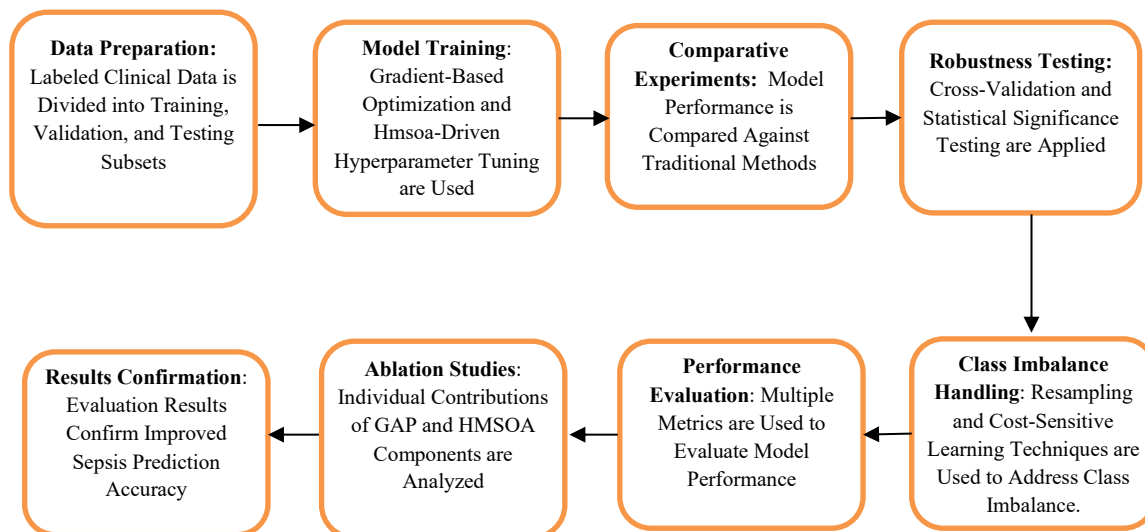 Data Preparation:
Labeled Clinical Data is
Divided into Training,
Validation, and Testing
Subsets
Model Training:
Gradient-Based
Optimization and
Hmsoa-Driven
Hyperparameter Tuning
are Used
Comparative
Experiments: Model
Performance is
Compared Against
Traditional Methods
Robustness Testing:
Cross-Validation and
Statistical Significance
Testing are Applied
Class Imbalance
Handling: Resampling
and Cost-Sensitive
Learning Techniques are
Used to Address Class
Imbalance.
Performance
Evaluation: Multiple
Metrics are Used to
Evaluate Model
Performance
Ablation Studies:
Individual Contributions
of GAP and HMSOA
Components are
Analyzed
Results Confirmation:
Evaluation Results
Confirm Improved
Sepsis Prediction
Accuracy